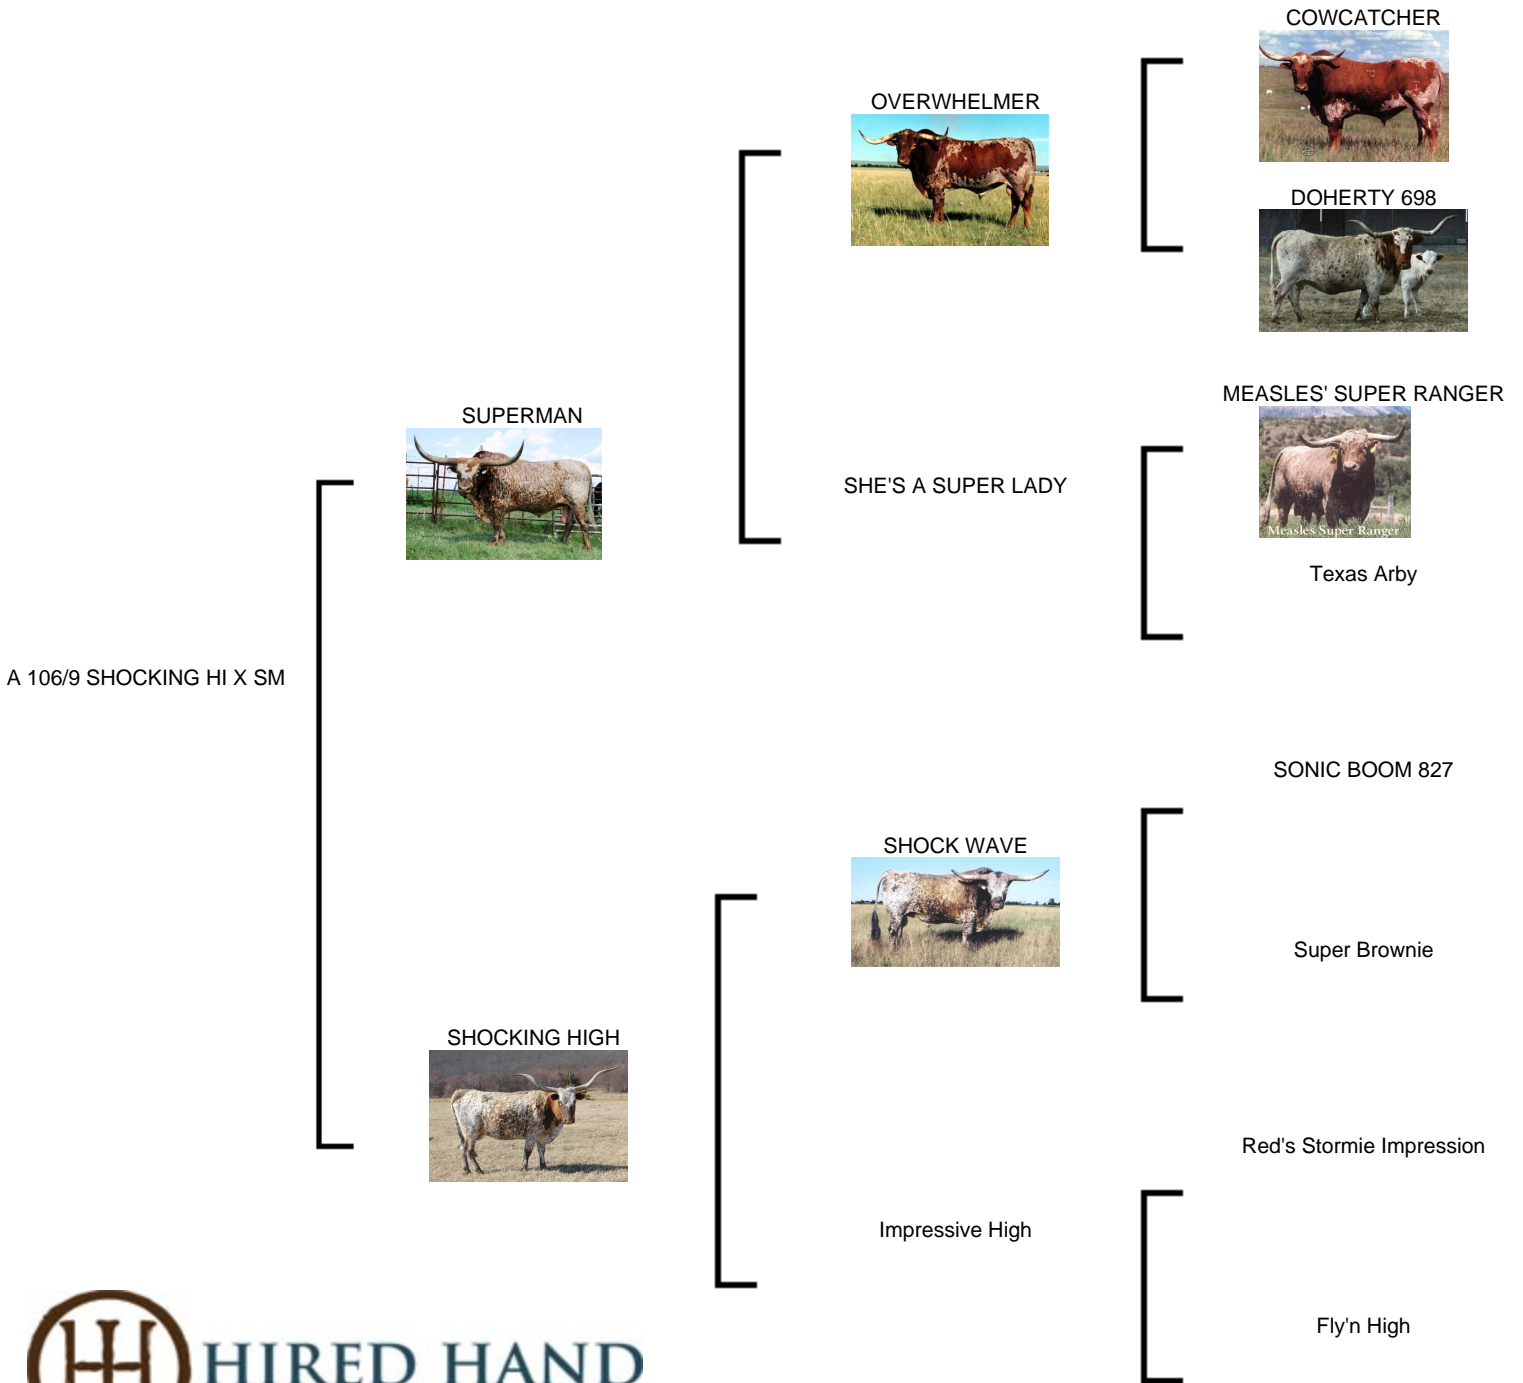 COWCATCHER
OVERWHELMER
DOHERTY 698
MEASLES' SUPER RANGER
SUPERMAN
SHE'S A SUPER LADY
Measles Super Ranger
Texas Arby
A 106/9 SHOCKING HI X SM
SONIC BOOM 827
SHOCK WAVE
Super Brownie
SHOCKING HIGH
Red's Stormie Impression
Impressive High
Fly'n High
HIRED HAND